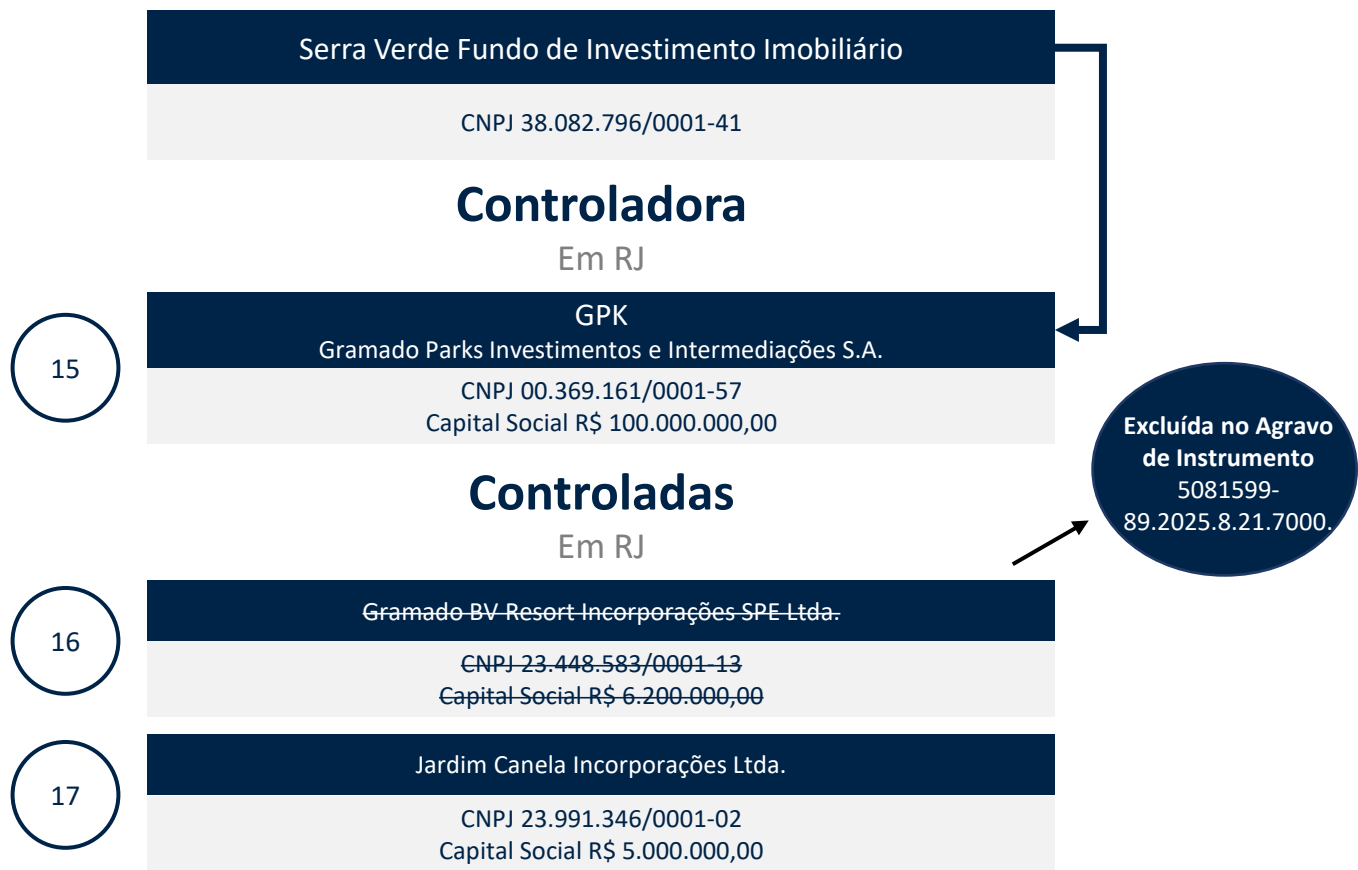 Serra Verde Fundo de Investimento Imobiliário
CNPJ 38.082.796/0001-41
Controladora
Em RJ
15
GPK
Gramado Parks Investimentos e Intermediações S.A.
CNPJ 00.369.161/0001-57
Capital Social R$ 100.000.000,00
Excluída no Agravo
de Instrumento
5081599-
89.2025.8.21.7000.
Controladas
Em RJ
16
Gramado BV Resort Incorporações SPE Ltda.
CNPJ 23.448.583/0001-13
Capital Social R$ 6.200.000,00
17
Jardim Canela Incorporações Ltda.
CNPJ 23.991.346/0001-02
Capital Social R$ 5.000.000,00